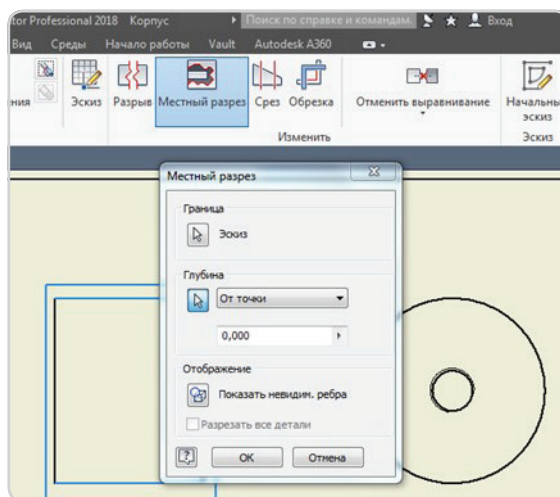 tor Professional 2018 Корпус Поиск по справке и командам. Вход
Вид Среды Начало работы Vault Autodesk A360
ния Эскиз Разрыв Местный разрез Срез Обрезка Отменить выравнивание Начальны
эскиз
Изменить Эскиз
Местный разрез
Граница
Эскиз
Глубина
От точки
0,000
Отображение
Показать невидим. ребра
Разрезать все детали
ОК Отмена